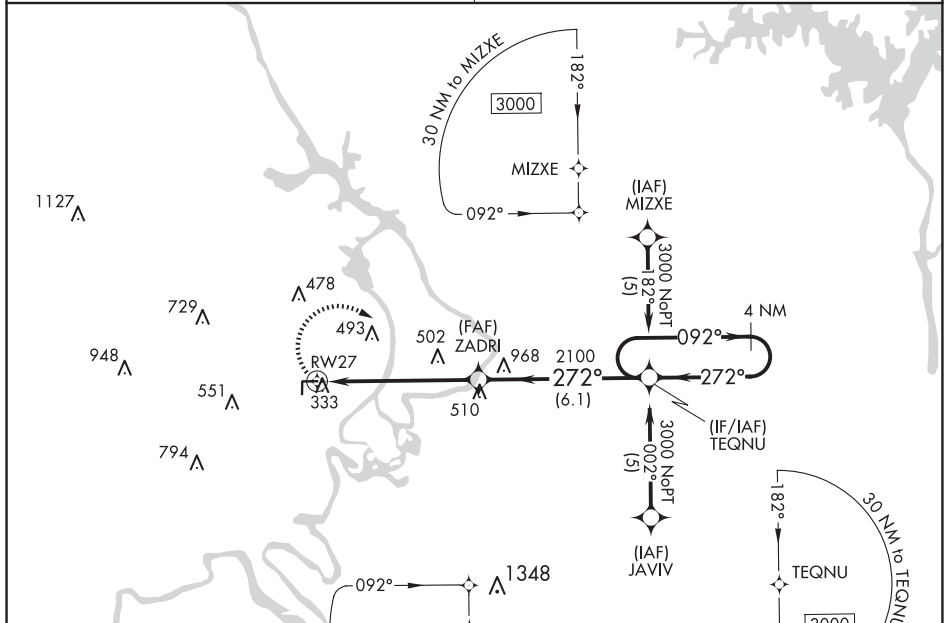 30 NM to MIZXE
182°
3000
MIZXE
092°
1127
(IAF)
MIZXE
3000 NoPT
182°
(5)
478
729
493
4 NM
092°
502
(FAF)
ZADRI
948
RW27
968
2100
272°
272°
(6.1)
551
333
510
(IF/IAF)
TEQNU
3000 NoPT
002°
(5)
794
182°
30 NM to TEQNU
(IAF)
JAVIV
092°
1348
TEQNU